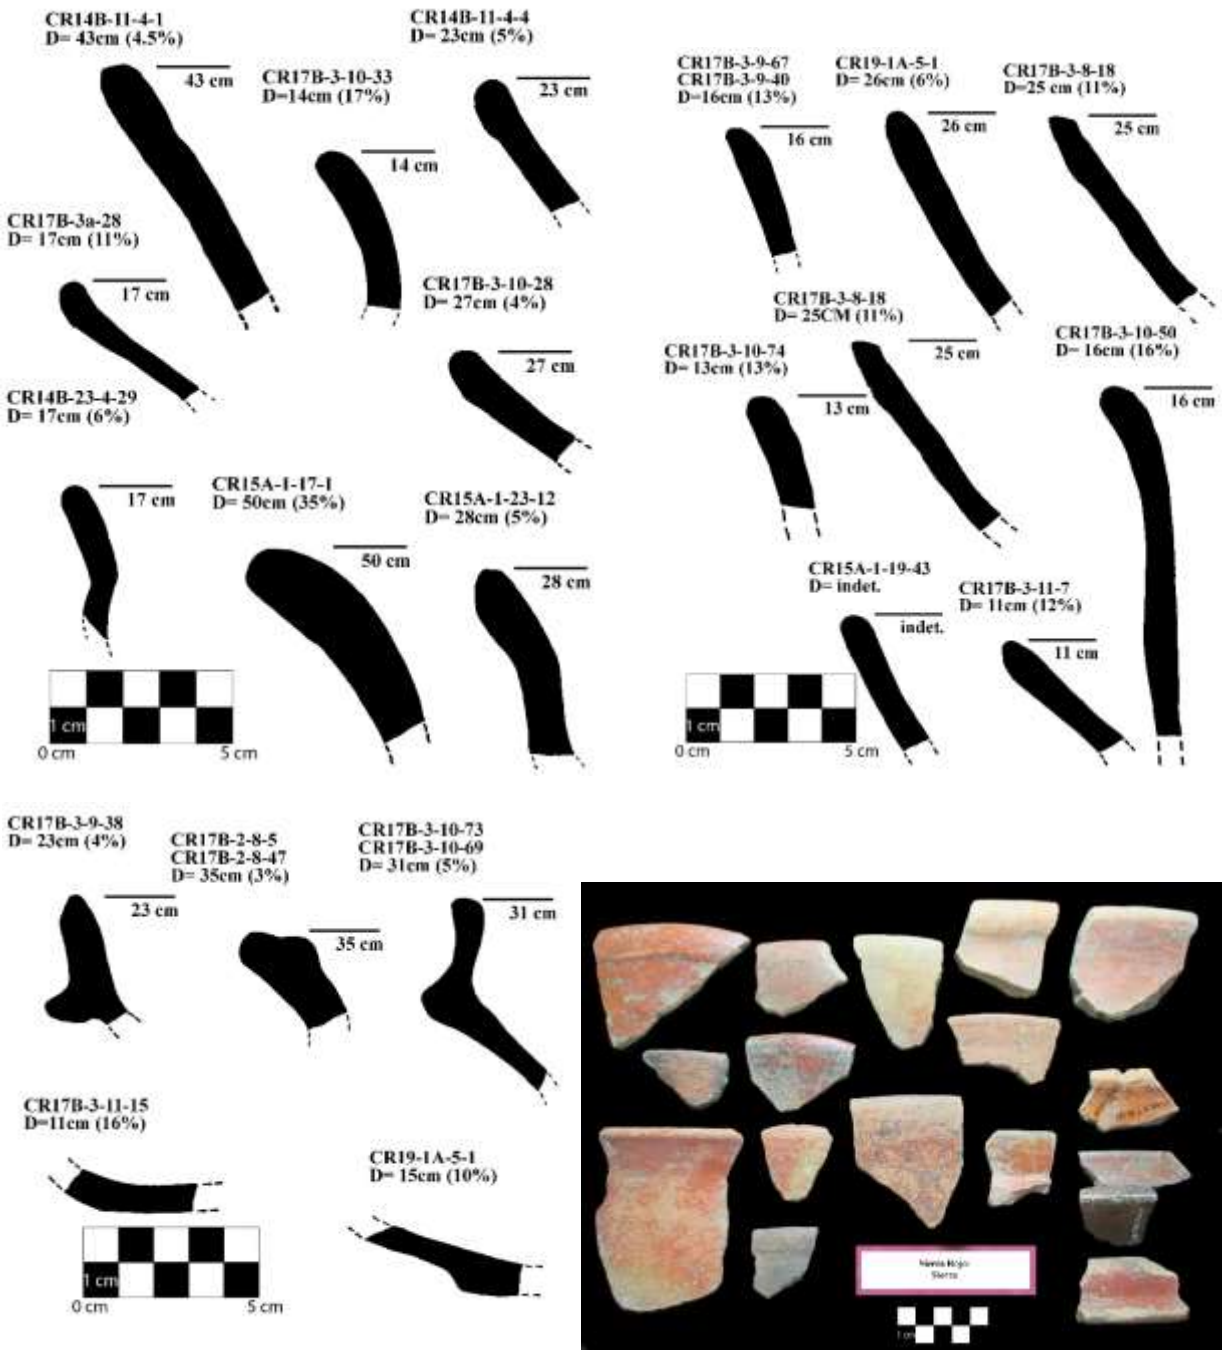 CR14B-11-4-1
D= 43cm (4.5%)
43 cm
CR17B-3-10-33
D=14cm (17%)
14 cm
CR14B-11-4-4
D= 23cm (5%)
23 cm
CR17B-3a-28
D= 17cm (11%)
17 cm
CR17B-3-10-28
D= 27cm (4%)
27 cm
CR14B-23-4-29
D= 17cm (6%)
17 cm
CR15A-1-17-1
D= 50cm (35%)
50 cm
CR15A-1-23-12
D= 28cm (5%)
28 cm
1 cm
0 cm
5 cm
CR17B-3-9-67
CR17B-3-9-40
D=16cm (13%)
16 cm
CR19-1A-5-1
D= 26cm (6%)
26 cm
CR17B-3-8-18
D=25 cm (11%)
25 cm
CR17B-3-8-18
D= 25CM (11%)
25 cm
CR17B-3-10-74
D= 13cm (13%)
13 cm
CR17B-3-10-50
D= 16cm (16%)
16 cm
CR15A-1-19-43
D= indet.
indet.
CR17B-3-11-7
D= 11cm (12%)
11 cm
1 cm
0 cm
5 cm
CR17B-3-9-38
D= 23cm (4%)
23 cm
CR17B-2-8-5
CR17B-2-8-47
D= 35cm (3%)
35 cm
CR17B-3-10-73
CR17B-3-10-69
D= 31cm (5%)
31 cm
CR17B-3-11-15
D=11cm (16%)
CR19-1A-5-1
D= 15cm (10%)
1 cm
0 cm
5 cm
Sierra Rojo
Sierra
1 cm